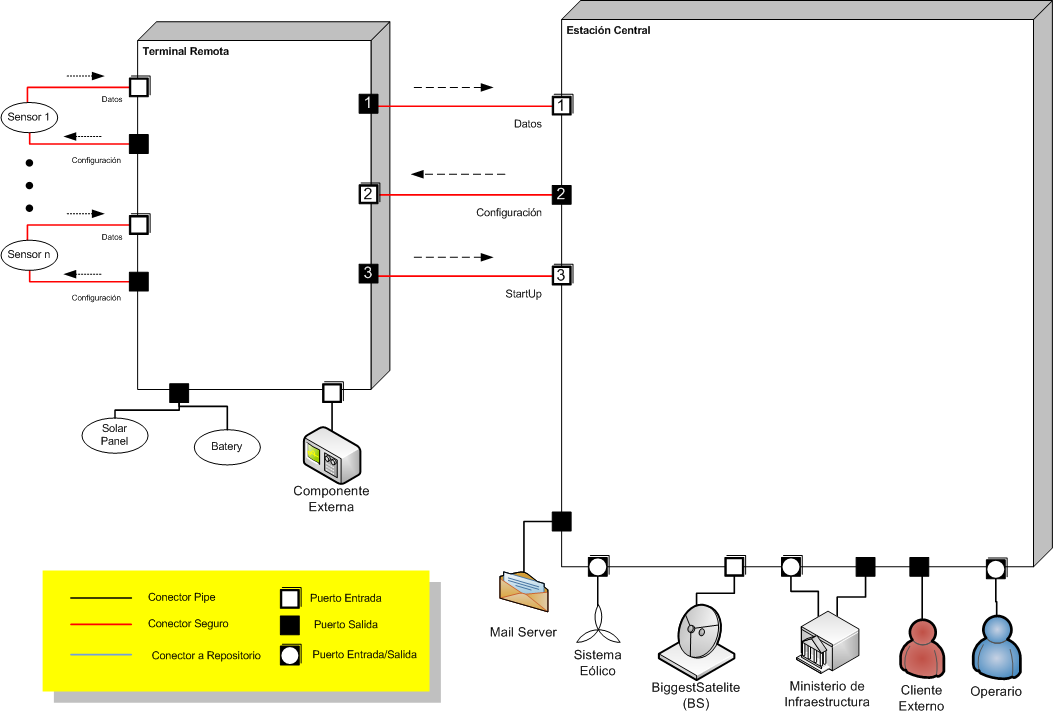 Estación Central
Terminal Remota
Datos
Sensor 1
Configuración
Datos
Sensor n
Configuración
1
1
Datos
2
2
Configuración
3
3
StartUp
Solar
Panel
Batery
Componente
Externa
Mail Server
Sistema
Eólico
BiggestSatelite
(BS)
Ministerio de
Infraestructura
Cliente
Externo
Operario
Conector Pipe
Puerto Entrada
Conector Seguro
Puerto Salida
Conector a Repositorio
Puerto Entrada/Salida